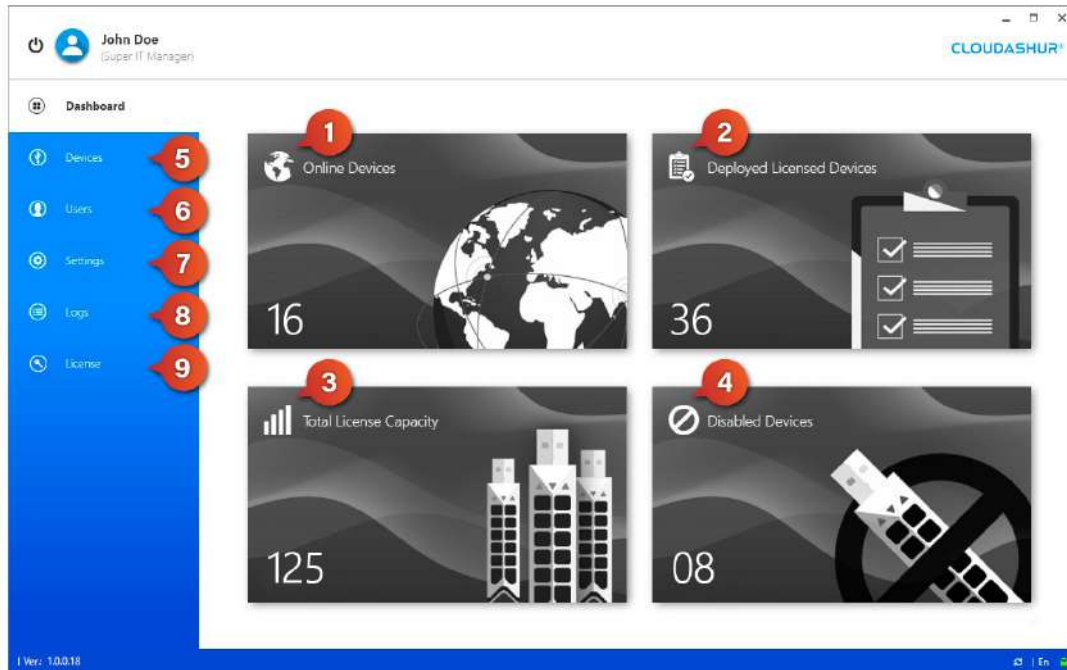 John Doe
(Super IT Manager)
CLOUDASHUR®
Dashboard
Devices
5
Users
6
Settings
7
Logs
8
License
9
1
Online Devices
16
2
Deployed Licensed Devices
36
3
Total License Capacity
125
4
Disabled Devices
08
| Ver.: 1.0.0.18
| En